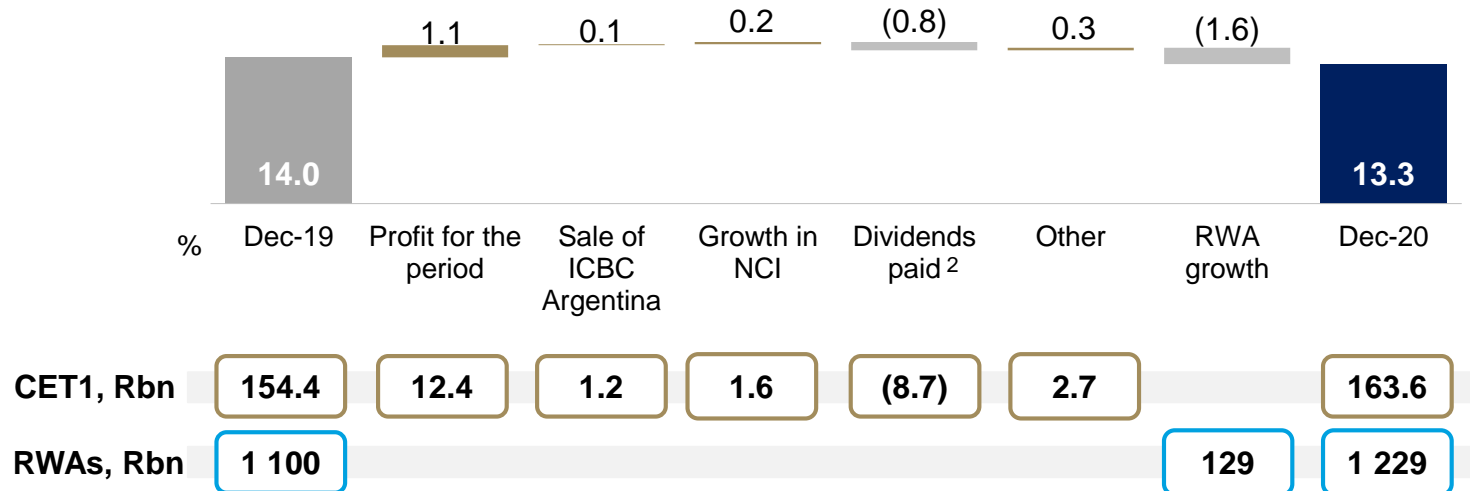 1.1 0.1 0.2 (0.8) 0.3 (1.6)
14.0 13.3
% Dec-19 Profit for the Sale of Growth in Dividends Other RWA Dec-20
period ICBC NCI paid 2 growth
Argentina
CET1, Rbn 154.4 12.4 1.2 1.6 (8.7) 2.7 163.6
RWAs, Rbn 1 100 129 1 229